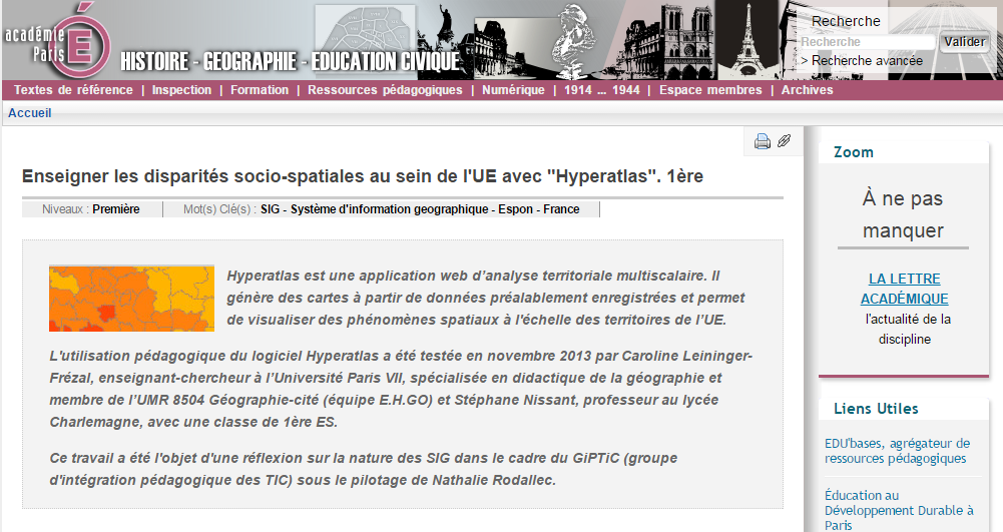 académie
Paris
HISTOIRE - GEOGRAPHIE - EDUCATION CIVIQUE
Recherche
Recherche
Valider
> Recherche avancée
Textes de référence | Inspection | Formation | Ressources pédagogiques | Numérique | 1914 ... 1944 | Espace membres | Archives
Accueil
Enseigner les disparités socio-spatiales au sein de l'UE avec "Hyperatlas". 1ère
Niveaux : Première
Mot(s) Clé(s) : SIG - Système d'information geographique - Espon - France
Hyperatlas est une application web d'analyse territoriale multiscalaire. Il
génère des cartes à partir de données préalablement enregistrées et permet
de visualiser des phénomènes spatiaux à l'échelle des territoires de l'UE.
L'utilisation pédagogique du logiciel Hyperatlas a été testée en novembre 2013 par Caroline Leininger-
Frézal, enseignant-chercheur à l'Université Paris VII, spécialisée en didactique de la géographie et
membre de l'UMR 8504 Géographie-cité (équipe E.H.GO) et Stéphane Nissant, professeur au lycée
Charlemagne, avec une classe de 1ère ES.
Ce travail a été l'objet d'une réflexion sur la nature des SIG dans le cadre du GiPTiC (groupe
d'intégration pédagogique des TIC) sous le pilotage de Nathalie Rodallec.
Zoom
À ne pas
manquer
LA LETTRE
ACADÉMIQUE
l'actualité de la
discipline
Liens Utiles
EDU'bases, agrégateur de
ressources pédagogiques
Éducation au
Développement Durable à
Paris